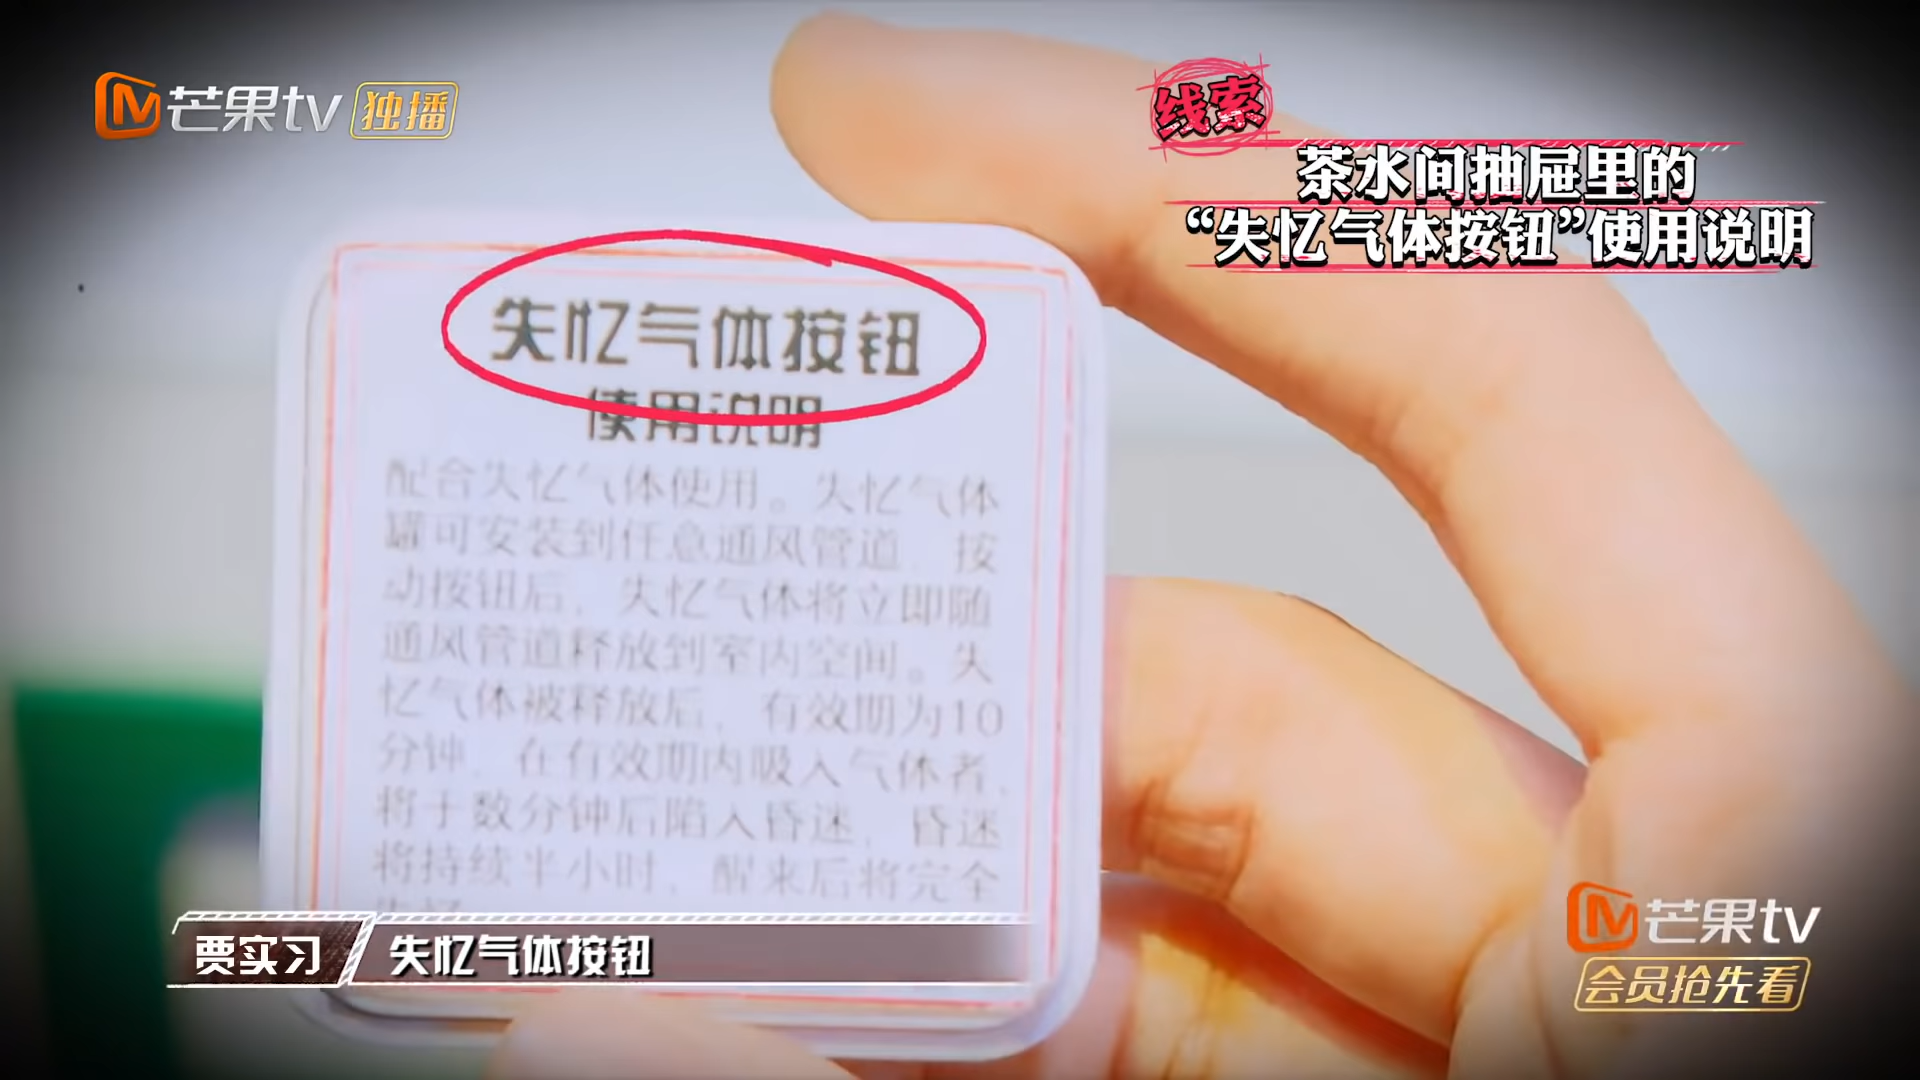 芒果tv 独播
线索
茶水间抽屉里的
“失忆气体按钮”使用说明
失忆气体按钮
使用说明
配合失忆气体使用。失忆气体
罐可安装到任意通风管道，按
动按钮后，失忆气体将立即随
通风管道释放到室内空间。失
忆气体被释放后，有效期为10
分钟，在有效期内吸入气体者，
将于数分钟后陷入昏迷，昏迷
将持续半小时，醒来后将完全
贾实习 失忆气体按钮
芒果tv
会员抢先看